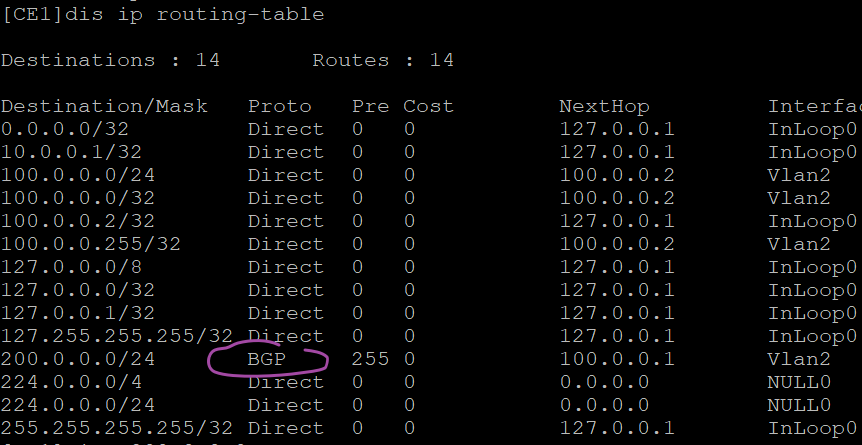 [CE1]dis ip routing-table
Destinations : 14 Routes : 14
Destination/Mask Proto Pre Cost NextHop Interfac
0.0.0.0/32 Direct 0 0 127.0.0.1 InLoop0
10.0.0.1/32 Direct 0 0 127.0.0.1 InLoop0
100.0.0.0/24 Direct 0 0 100.0.0.2 Vlan2
100.0.0.0/32 Direct 0 0 100.0.0.2 Vlan2
100.0.0.2/32 Direct 0 0 127.0.0.1 InLoop0
100.0.0.255/32 Direct 0 0 100.0.0.2 Vlan2
127.0.0.0/8 Direct 0 0 127.0.0.1 InLoop0
127.0.0.0/32 Direct 0 0 127.0.0.1 InLoop0
127.0.0.1/32 Direct 0 0 127.0.0.1 InLoop0
127.255.255.255/32 Direct 0 0 127.0.0.1 InLoop0
200.0.0.0/24 BGP 255 0 100.0.0.1 Vlan2
224.0.0.0/4 Direct 0 0 0.0.0.0 NULL0
224.0.0.0/24 Direct 0 0 0.0.0.0 NULL0
255.255.255.255/32 Direct 0 0 127.0.0.1 InLoop0